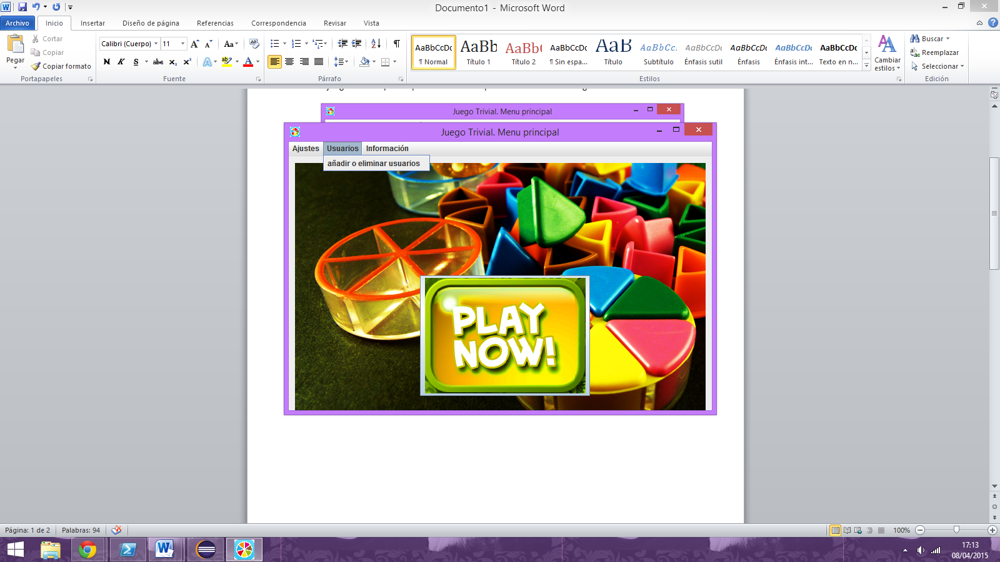 Documento1 - Microsoft Word
Archivo Inicio Insertar Diseño de página Referencias Correspondencia Revisar Vista
Pegar
Cortar
Copiar
Copiar formato
Portapapeles
Calibri (Cuerpo) 11
N K S abc x₂ x²
Fuente
Párrafo
AaBbCcDc AaBb AaBb( AaBbCcDc AaB AaBbCc. AaBbCcDc AaBbCcDc AaBbCcDc AaBbCcDc
¶ Normal Título 1 Título 2 ¶ Sin espa... Título Subtítulo Énfasis sutil Énfasis Énfasis int... Texto en n...
Cambiar estilos
Estilos
Buscar
Reemplazar
Seleccionar
Edición
Juego Trivial. Menu principal
Juego Trivial. Menu principal
Ajustes Usuarios Información
añadir o eliminar usuarios
PLAY
NOW!
Página: 1 de 2 Palabras: 94
100%
17:13
08/04/2015